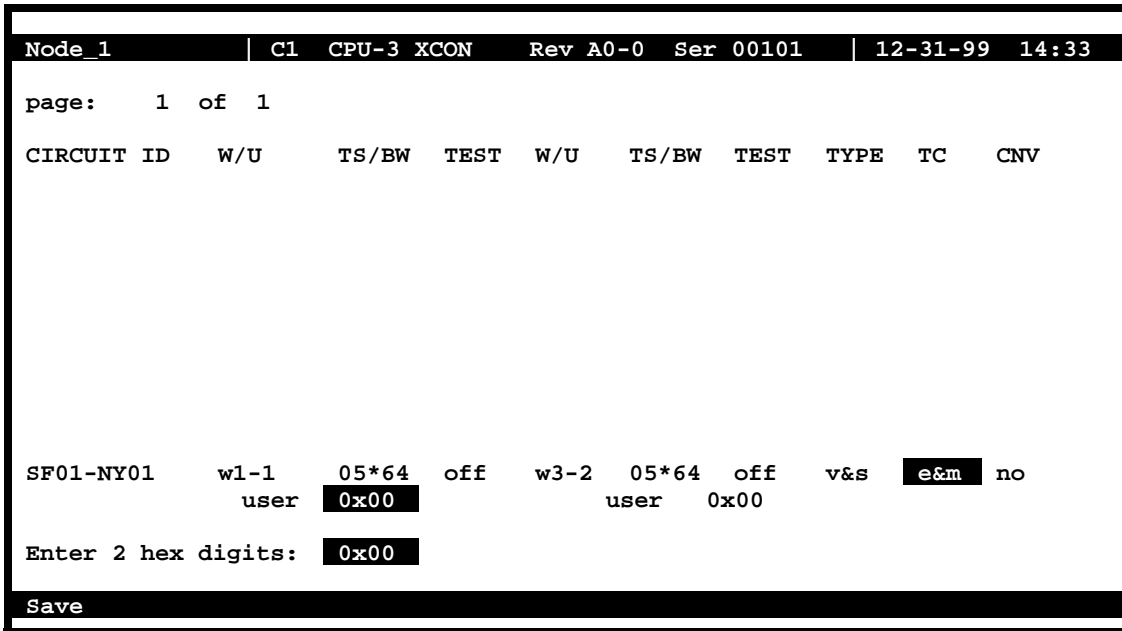 Node_1 | C1 CPU-3 XCON Rev A0-0 Ser 00101 | 12-31-99 14:33
page: 1 of 1
CIRCUIT ID W/U TS/BW TEST W/U TS/BW TEST TYPE TC CNV
SF01-NY01 w1-1 05*64 off w3-2 05*64 off v&s e&m no
user 0x00 user 0x00
Enter 2 hex digits: 0x00
Save